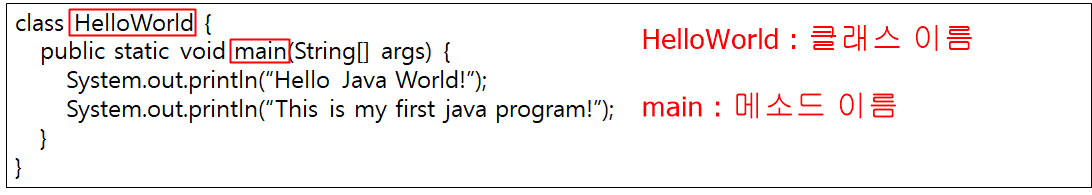 class HelloWorld {
public static void main(String[] args) {
System.out.println(“Hello Java World!”);
System.out.println(“This is my first java program!”);
}
}
HelloWorld : 클래스 이름
main : 메소드 이름